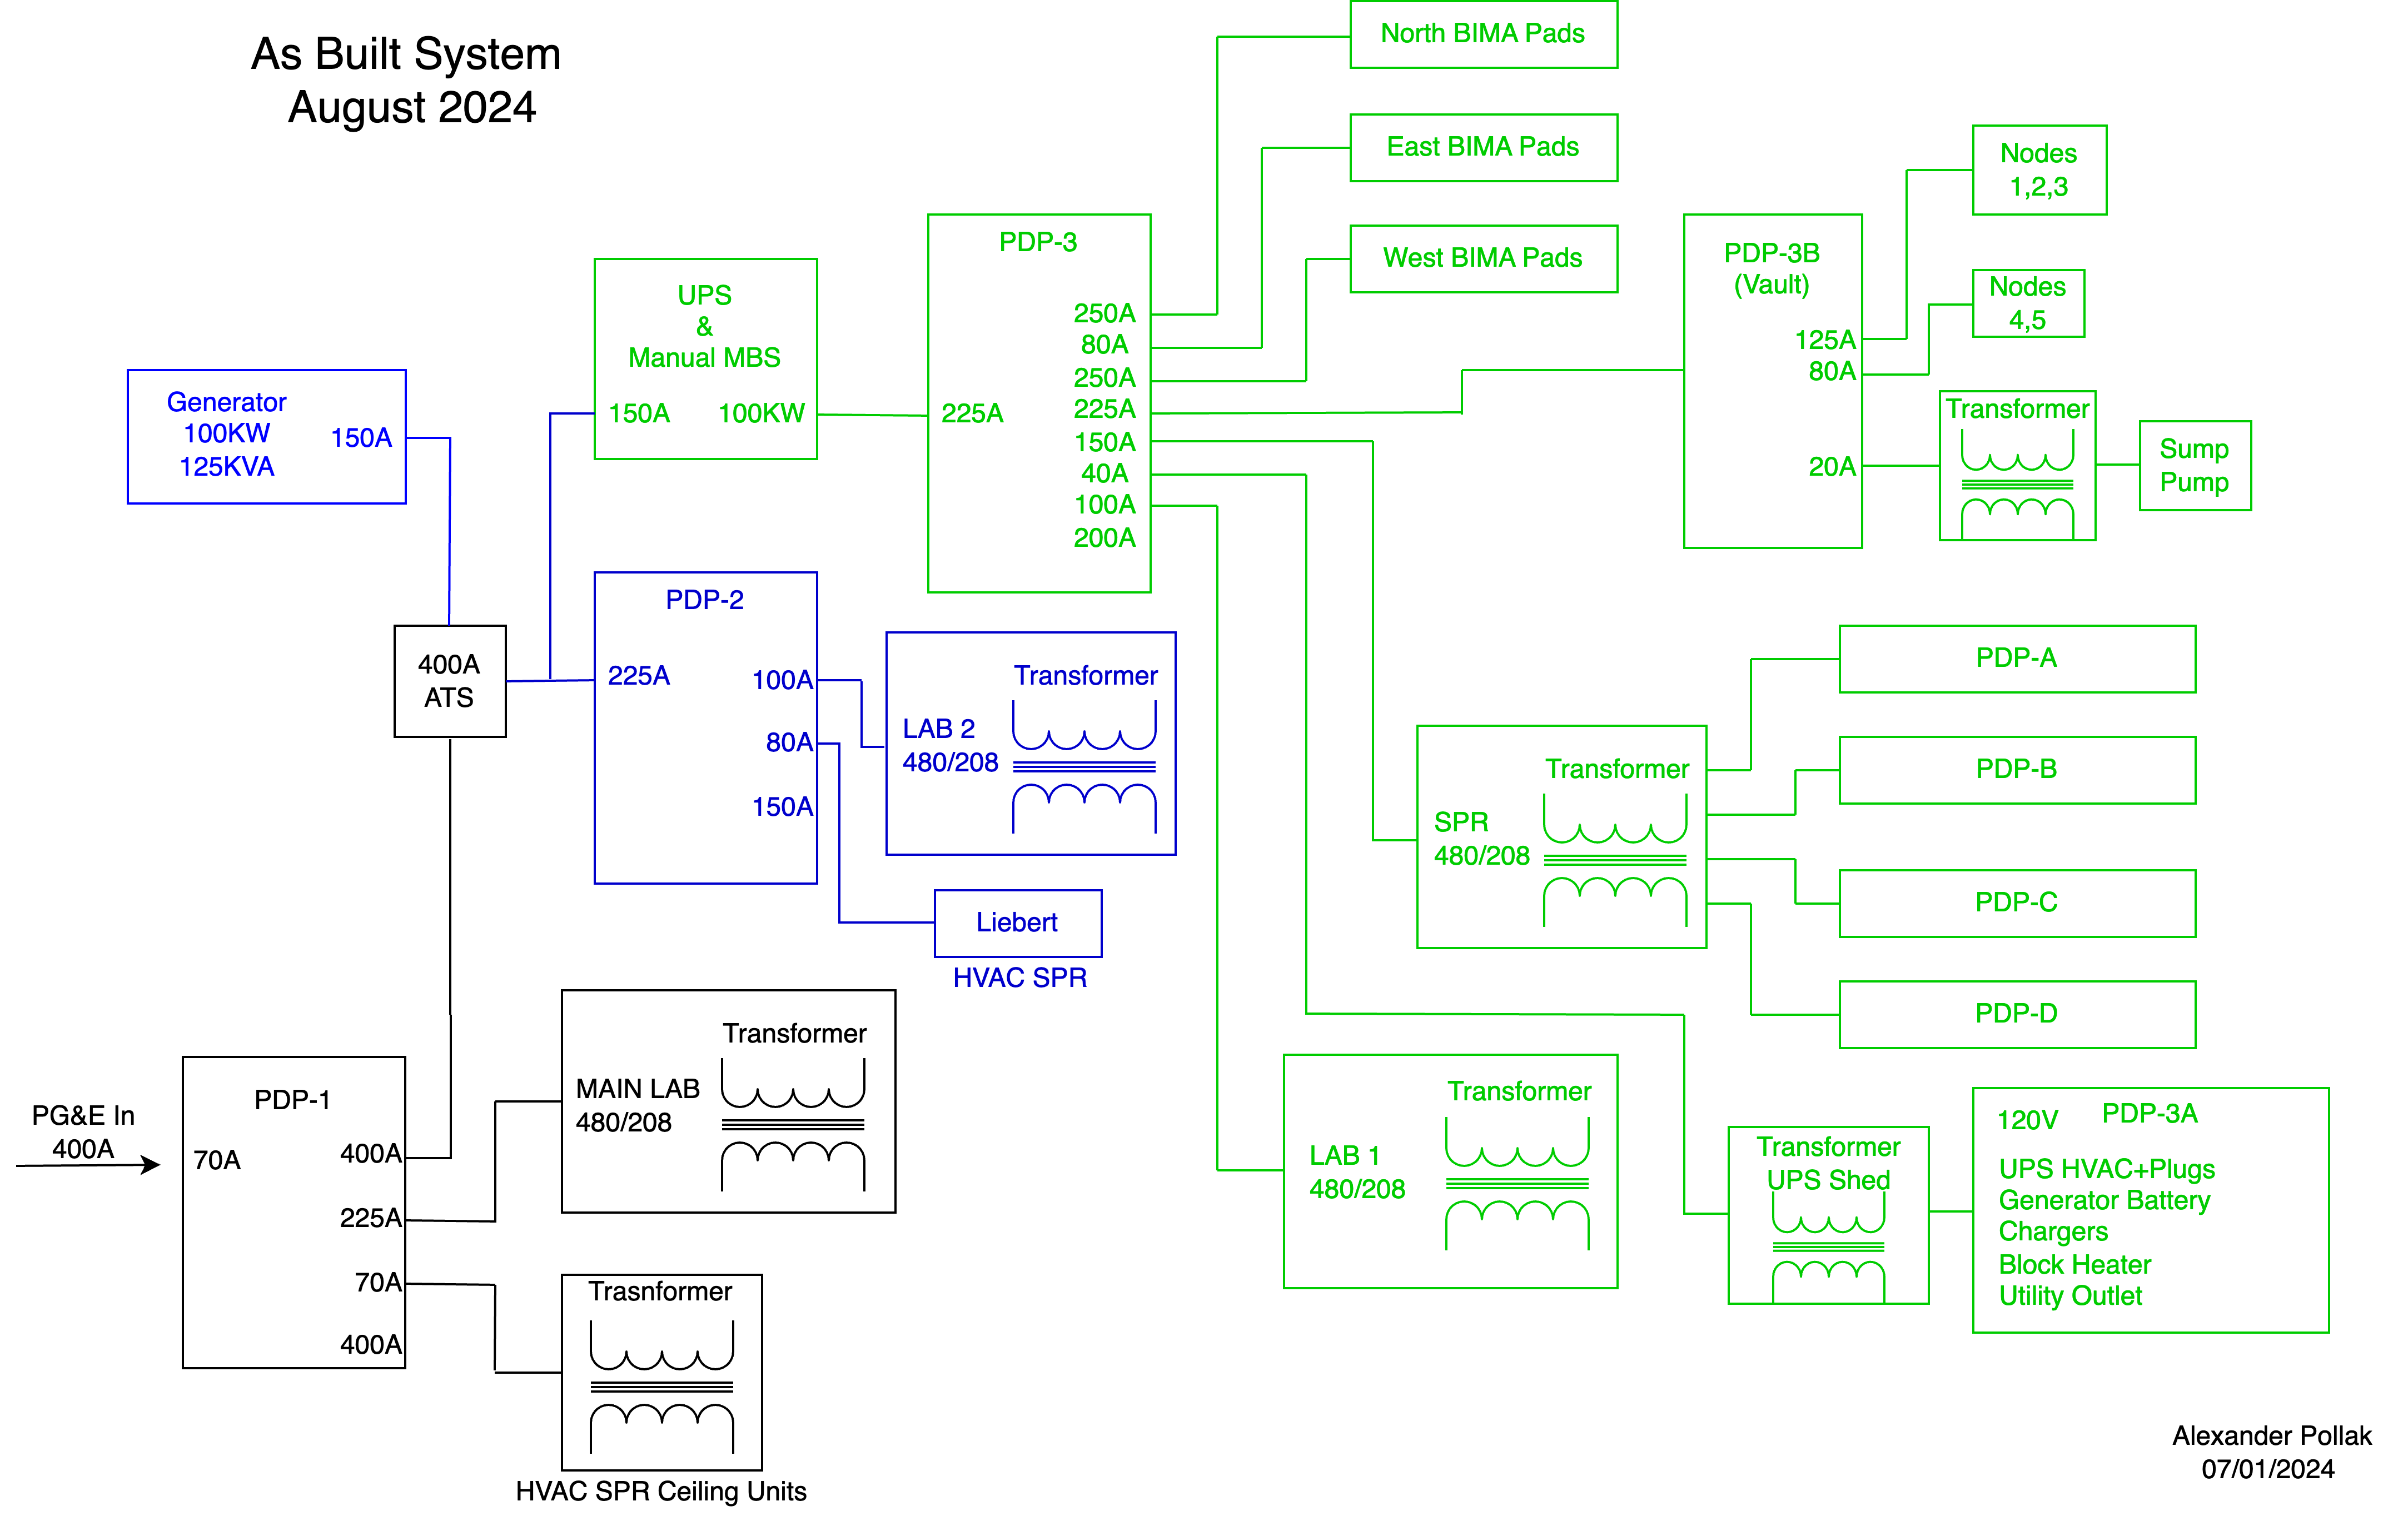 As Built System
August 2024
North BIMA Pads
East BIMA Pads
West BIMA Pads
PDP-3
250A
80A
250A
225A
225A
150A
40A
100A
200A
PDP-3B
(Vault)
125A
80A
20A
Nodes
1,2,3
Nodes
4,5
Transformer
Sump
Pump
UPS
&
Manual MBS
150A
100KW
Generator
100KW
125KVA
150A
400A
ATS
PDP-2
225A
100A
80A
150A
Transformer
LAB 2
480/208
Liebert
HVAC SPR
Transformer
SPR
480/208
PDP-A
PDP-B
PDP-C
PDP-D
PG&E In
400A
PDP-1
70A
400A
225A
70A
400A
Transformer
MAIN LAB
480/208
Trasnformer
HVAC SPR Ceiling Units
Transformer
LAB 1
480/208
Transformer
UPS Shed
120V PDP-3A
UPS HVAC+Plugs
Generator Battery
Chargers
Block Heater
Utility Outlet
Alexander Pollak
07/01/2024